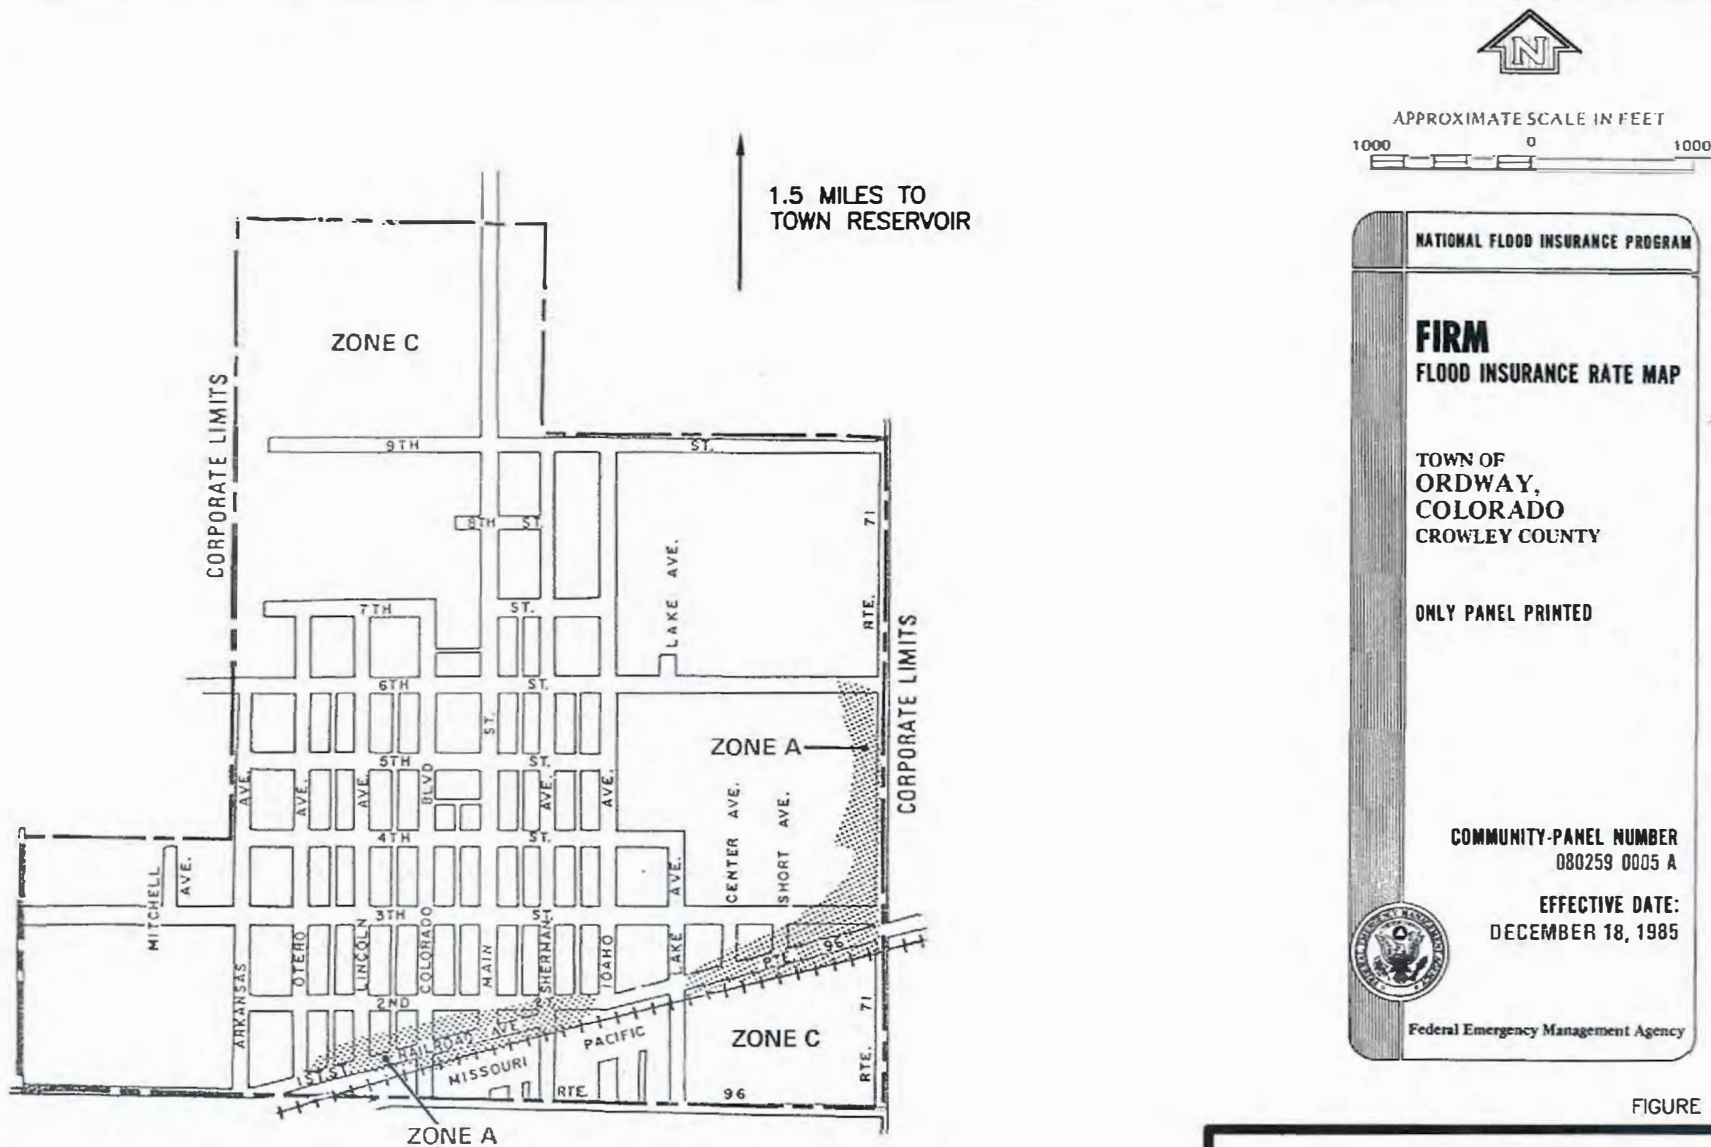 N
APPROXIMATE SCALE IN FEET
1000 0 1000
1.5 MILES TO
TOWN RESERVOIR
NATIONAL FLOOD INSURANCE PROGRAM
FIRM
FLOOD INSURANCE RATE MAP
TOWN OF
ORDWAY,
COLORADO
CROWLEY COUNTY
ONLY PANEL PRINTED
COMMUNITY-PANEL NUMBER
080259 0005 A
EFFECTIVE DATE:
DECEMBER 18, 1985
Federal Emergency Management Agency
FIGURE
ZONE C
CORPORATE LIMITS
9TH ST.
8TH ST.
7TH ST.
LAKE AVE.
RTE. 71
CORPORATE LIMITS
6TH ST.
ST.
ZONE A
5TH ST.
AVE.
AVE.
AVE.
BLVD
AVE.
AVE.
4TH ST.
CENTER AVE.
SHORT AVE.
MITCHELL AVE.
AVE.
3TH ST.
ARKANSAS
OTERO
LINCOLN
COLORADO
MAIN
SHERMAN
IDAHO
LAKE
RTE. 96
2ND
RAILROAD AVE.
1ST ST.
MISSOURI PACIFIC
ZONE C
RTE. 71
RTE 96
ZONE A